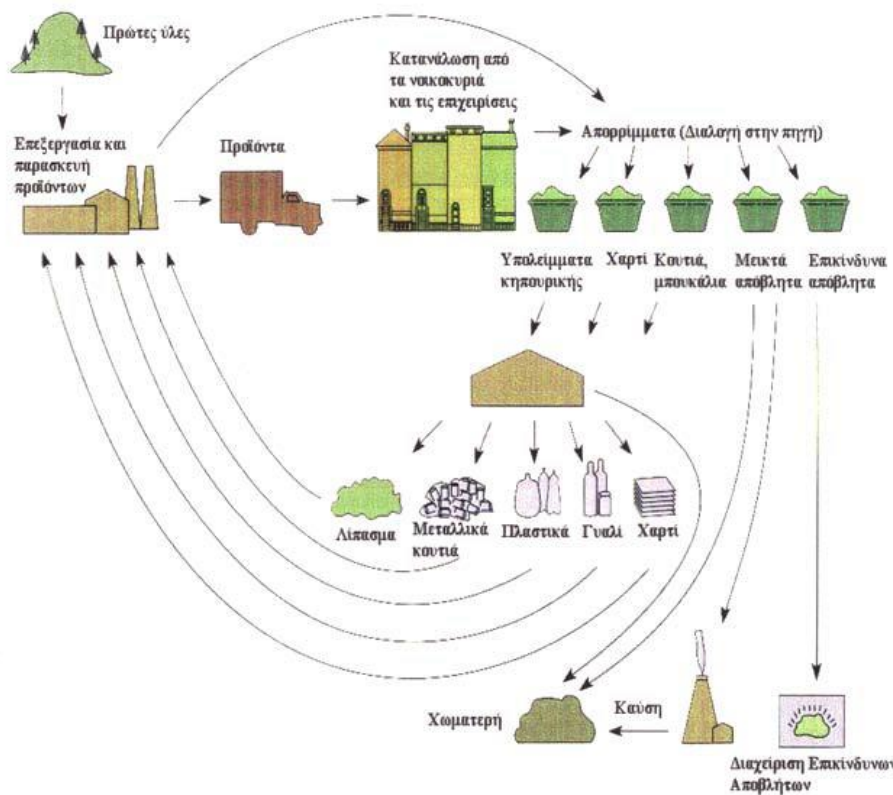 Πρώτες ύλες
Κατανάλωση από
τα νοικοκυριά
και τις επιχειρίσεις
Επεξεργασία και
παρασκευή
προϊόντων
Προϊόντα
Απορρίμματα (Διαλογή στην πηγή)
Υπολείμματα
κηπουρικής
Χαρτί
Κουτιά,
μπουκάλια
Μεικτά
απόβλητα
Επικίνδυνα
απόβλητα
Λίπασμα
Μεταλλικά
κουτιά
Πλαστικά
Γυαλί
Χαρτί
Χωματερή
Καύση
Διαχείριση Επικίνδυνων
Αποβλήτων